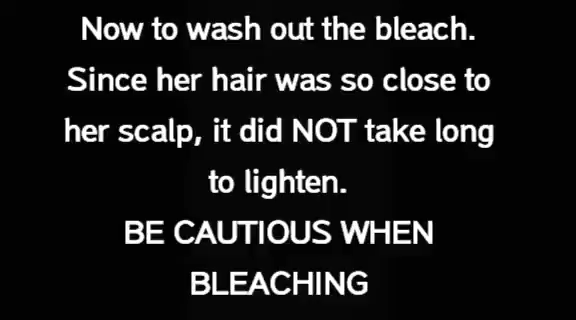 Now to wash out the bleach.
Since her hair was so close to
her scalp, it did NOT take long
to lighten.
BE CAUTIOUS WHEN
BLEACHING